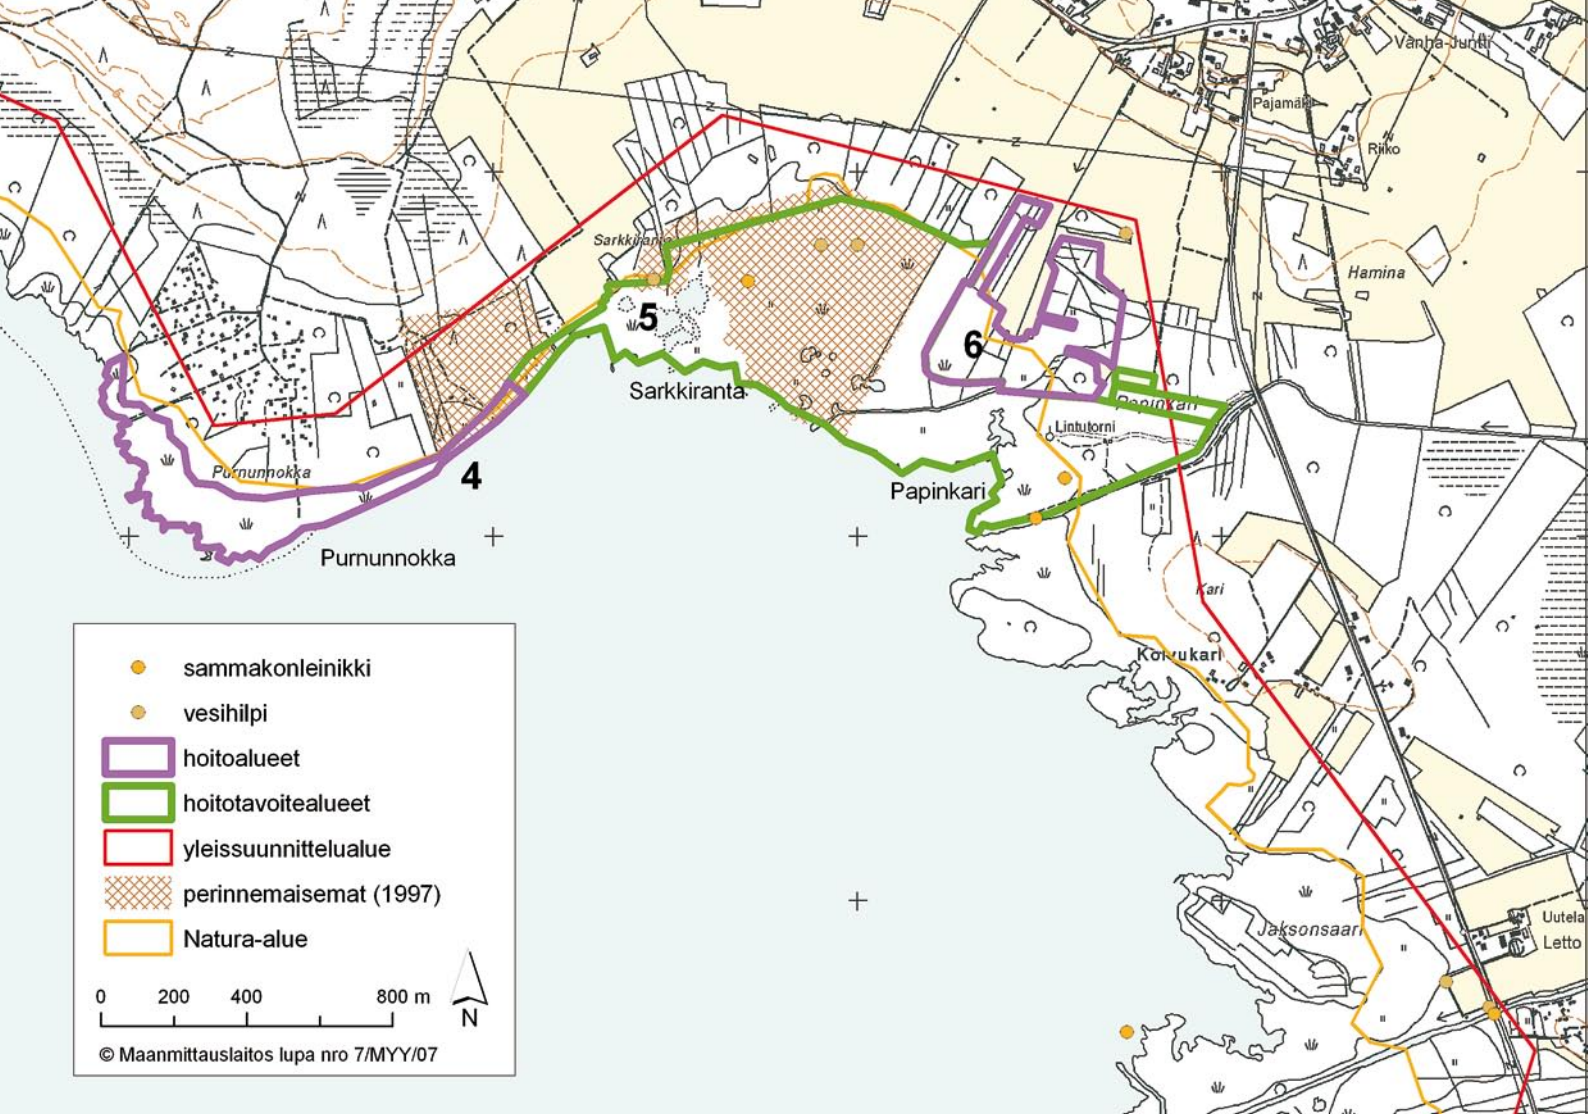 Vanha-Juntti
Pajamäki
Riiko
Sarkkiranta
Hamina
5
6
Sarkkiranta
Papinkari
Lintutorni
Purnunnokka
4
Papinkari
Purnunnokka
Kari
Koivukari
sammakonleinikki
vesihilpi
hoitoalueet
hoitotavoitealueet
yleissuunnittelualue
perinnemaisemat (1997)
Natura-alue
Uutela
Jaksonsaari
Letto
0 200 400 800 m
N
© Maanmittauslaitos lupa nro 7/MYY/07